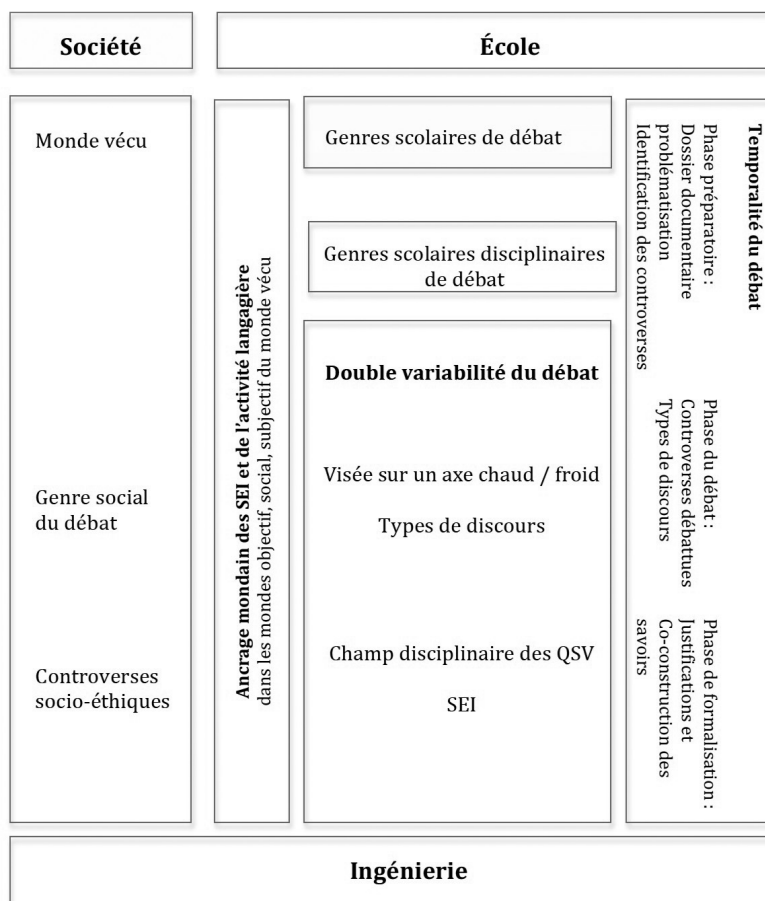 Société
École
Monde vécu
Genre social
du débat
Controverses
socio-éthiques
Ancrage mondain des SEI et de l'activité langagière
dans les mondes objectif, social, subjectif du monde vécu
Genres scolaires de débat
Genres scolaires disciplinaires
de débat
Double variabilité du débat
Visée sur un axe chaud / froid
Types de discours
Champ disciplinaire des QSV
SEI
Temporalité du débat
Phase préparatoire :
Dossier documentaire
problématisation
Identification des controverses
Phase du débat :
Controverses débattues
Types de discours
Phase de formalisation :
Justifications et
Co-construction des
savoirs
Ingénierie